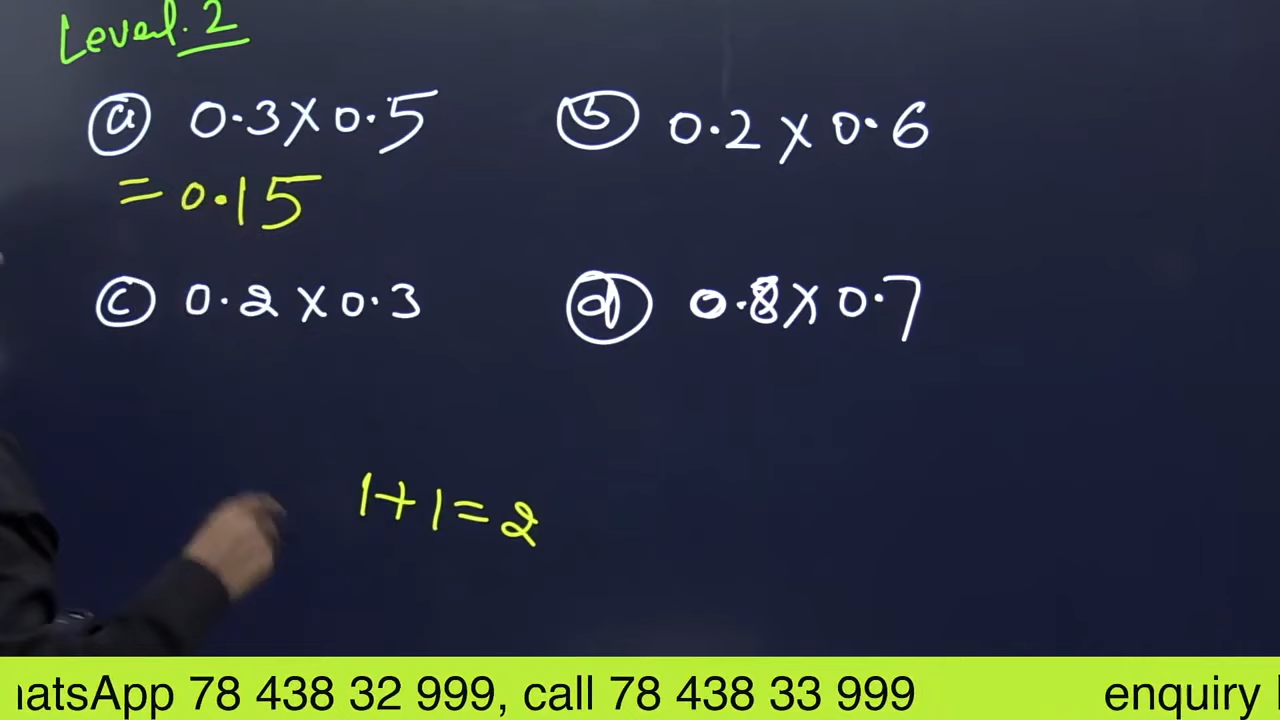 Level. 2
(a) 0.3 x 0.5
(b) 0.2 x 0.6
= 0.15
(c) 0.2 x 0.3
(d) 0.8 x 0.7
1 + 1 = 2
78 438 32 999, call 78 438 33 999 enquiry